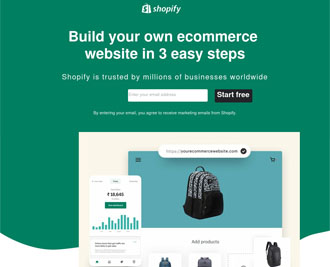 shopify
Build your own ecommerce
website in 3 easy steps
Shopify is trusted by millions of businesses worldwide
Enter your email address
Start free
By entering your email, you agree to receive marketing emails from Shopify.
https://yourecommercewebsite.com
₹ 18,645
Add products